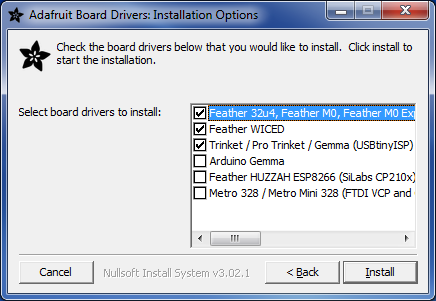 Adafruit Board Drivers: Installation Options
Check the board drivers below that you would like to install. Click install to
start the installation.
Select board drivers to install:
Feather 32u4, Feather M0, Feather M0 Exp
Feather WICED
Trinket / Pro Trinket / Gemma (USBtinyISP)
Arduino Gemma
Feather HUZZAH ESP8266 (SiLabs CP210x)
Metro 328 / Metro Mini 328 (FTDI VCP and
Cancel
Nullsoft Install System v3.02.1
< Back
Install